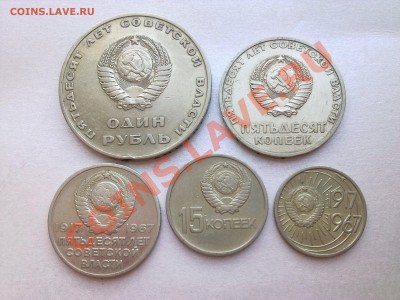 COINS.LAVE.RU
COINS.LAVE.RU
ПЯТЬДЕСЯТ ЛЕТ СОВЕТСКОЙ ВЛАСТИ
ОДИН
РУБЛЬ
ПЯТЬДЕСЯТ ЛЕТ СОВЕТСКОЙ ВЛАСТИ
ПЯТЬДЕСЯТ
КОПЕЕК
1967
ПЯТЬДЕСЯТ ЛЕТ
СОВЕТСКОЙ
ВЛАСТИ
15 КОПЕЕК
1917
1967